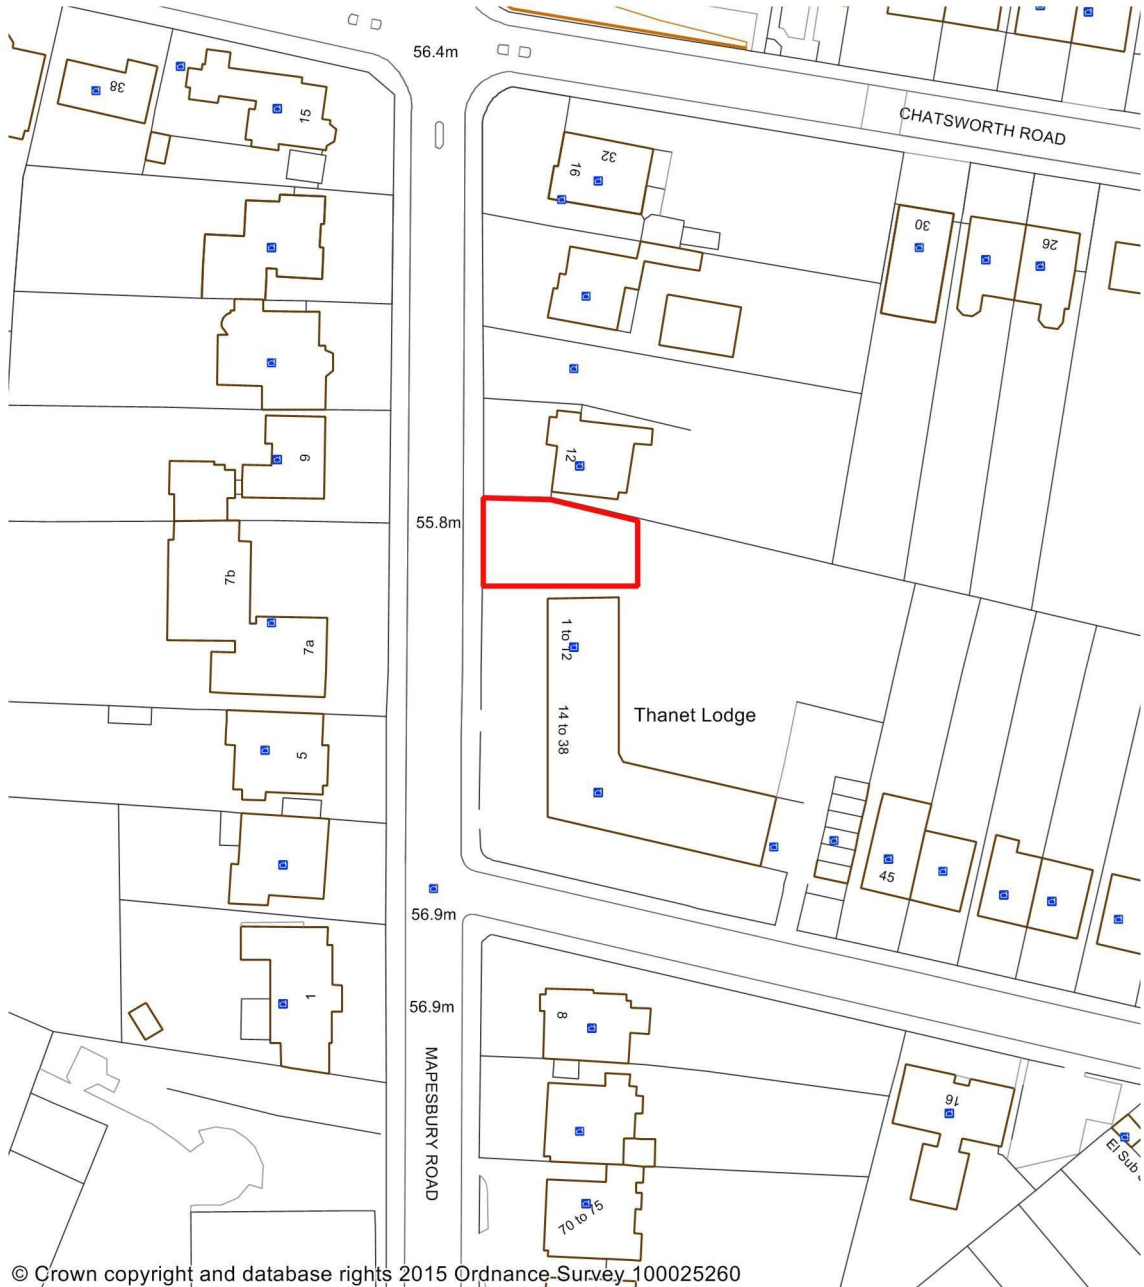 56.4m
38
15
CHATSWORTH ROAD
32
16
30
26
12
9
55.8m
7b
7a
1 to 12
14 to 38
Thanet Lodge
5
45
56.9m
56.9m
1
8
16
El Sub
MAPESBURY ROAD
70 to 75
© Crown copyright and database rights 2015 Ordnance Survey 100025260